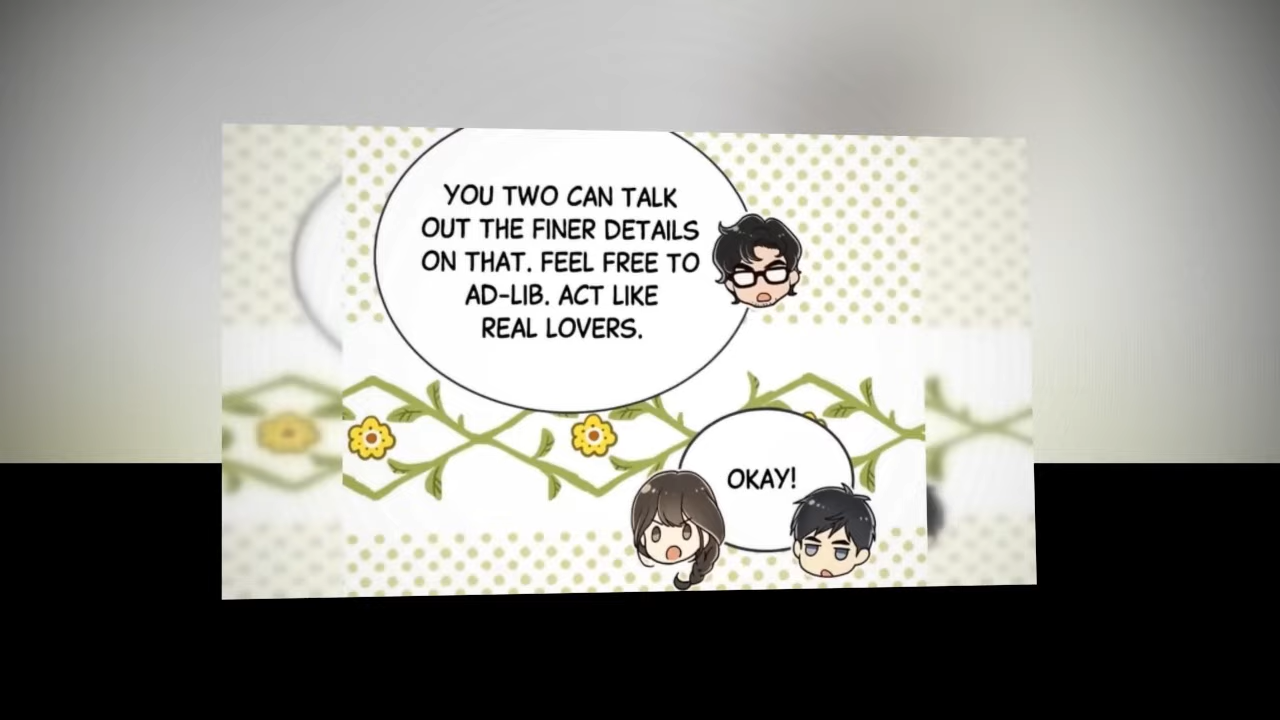 YOU TWO CAN TALK
OUT THE FINER DETAILS
ON THAT. FEEL FREE TO
AD-LIB. ACT LIKE
REAL LOVERS.
OKAY!